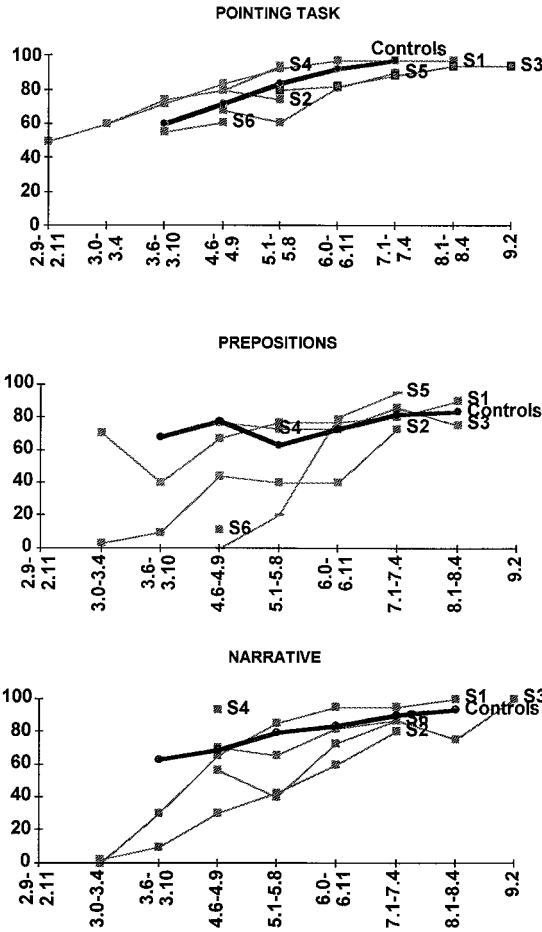 POINTING TASK
100
80
60
40
20
0
S4
Controls
S1
S3
S5
S2
S6
2.9-
2.11
3.0-
3.4
3.6-
3.10
4.6-
4.9
5.1-
5.8
6.0-
6.11
7.1-
7.4
8.1-
8.4
9.2
PREPOSITIONS
100
80
60
40
20
0
S5
S1
Controls
S4
S2
S3
S6
2.9-
2.11
3.0-3.4
3.6-
3.10
4.6-4.9
5.1-5.8
6.0-
6.11
7.1-7.4
8.1-8.4
9.2
NARRATIVE
100
80
60
40
20
0
S4
S1
S3
Controls
S2
2.9-
2.11
3.0-3.4
3.6-
3.10
4.6-4.9
5.1-5.8
6.0-
6.11
7.1-7.4
8.1-8.4
9.2